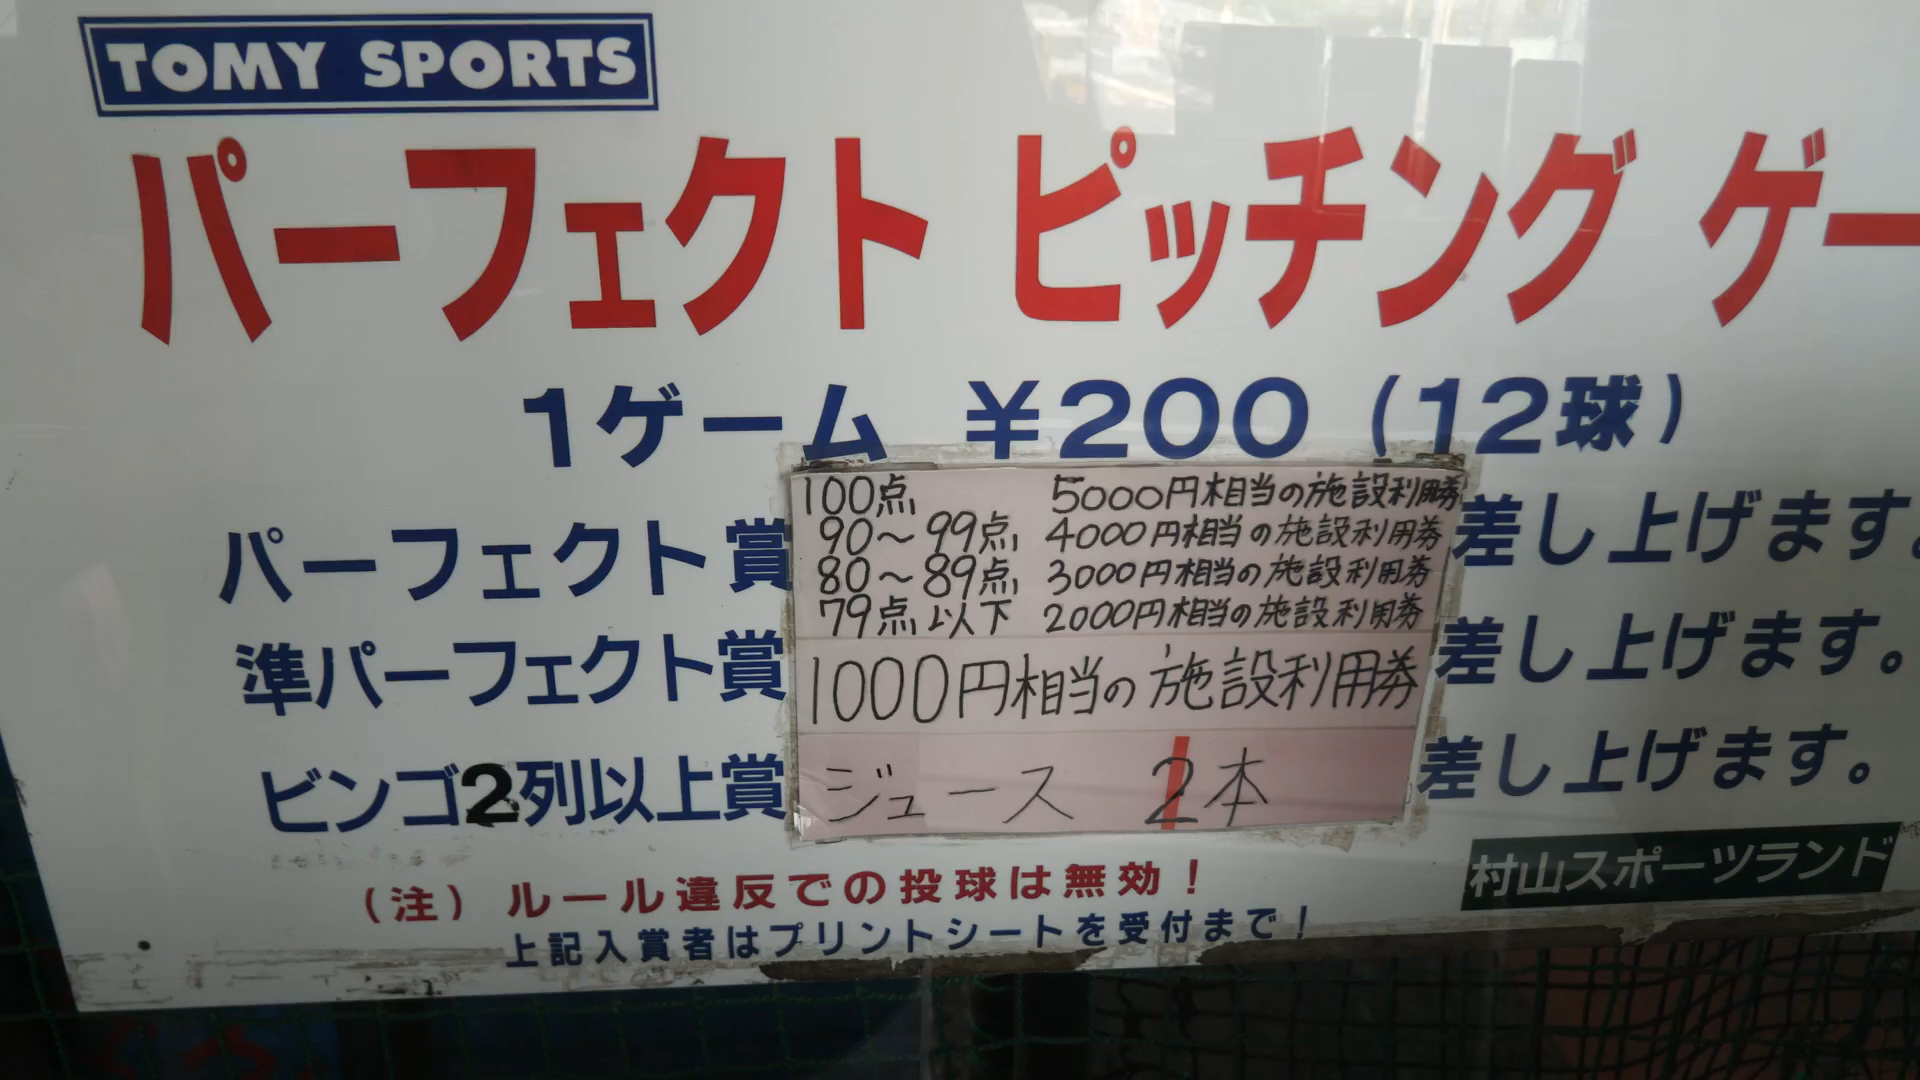 TOMY SPORTS
パーフェクト ピッチング ゲー
1ゲーム ¥200 (12球)
パーフェクト賞
100点 5000円相当の施設利用券
90～99点 4000円相当の施設利用券
80～89点 3000円相当の施設利用券
79点以下 2000円相当の施設利用券
差し上げます。
準パーフェクト賞 1000円相当の施設利用券 差し上げます。
ビンゴ2列以上賞 ジュース 2本 差し上げます。
(注) ルール違反での投球は無効！
上記入賞者はプリントシートを受付まで！
村山スポーツランド